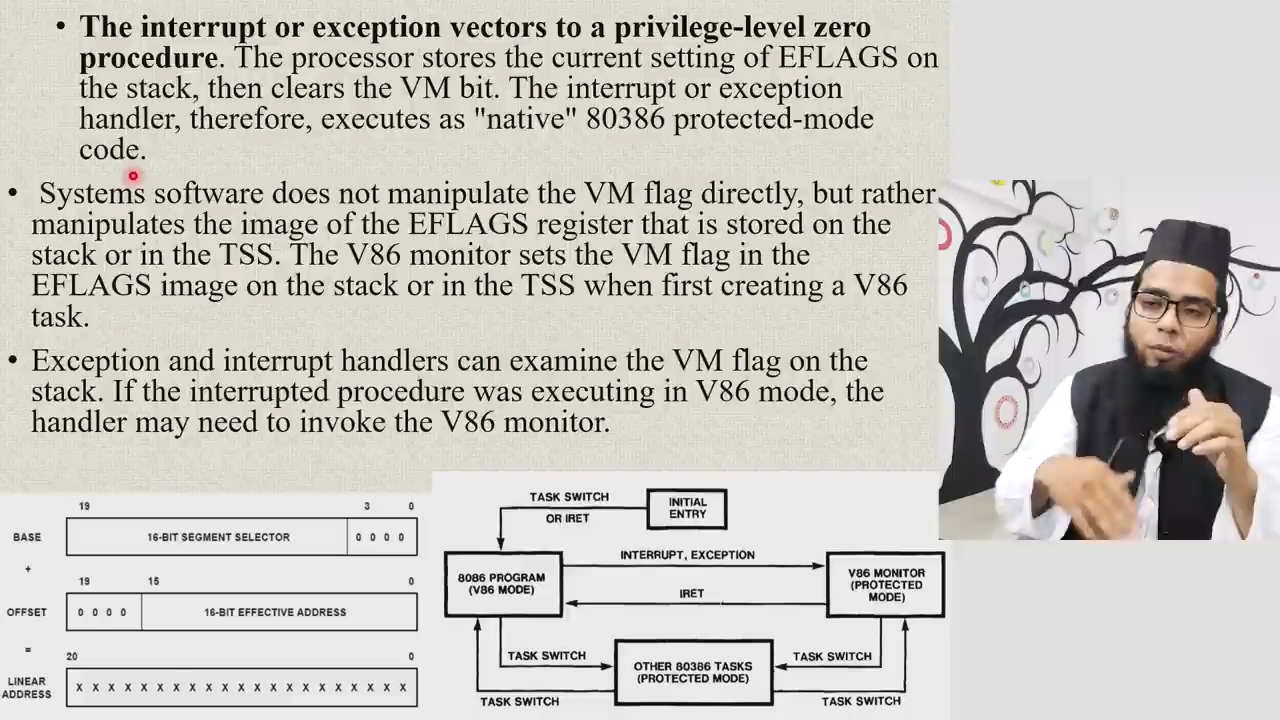 • The interrupt or exception vectors to a privilege-level zero
procedure. The processor stores the current setting of EFLAGS on
the stack, then clears the VM bit. The interrupt or exception
handler, therefore, executes as "native" 80386 protected-mode
code.
• Systems software does not manipulate the VM flag directly, but rather
manipulates the image of the EFLAGS register that is stored on the
stack or in the TSS. The V86 monitor sets the VM flag in the
EFLAGS image on the stack or in the TSS when first creating a V86
task.
• Exception and interrupt handlers can examine the VM flag on the
stack. If the interrupted procedure was executing in V86 mode, the
handler may need to invoke the V86 monitor.
19 3 0
BASE 16-BIT SEGMENT SELECTOR 0 0 0 0
+
19 15 0
OFFSET 0 0 0 0 16-BIT EFFECTIVE ADDRESS
=
20 0
LINEAR
ADDRESS
X X X X X X X X X X X X X X X X X X X X X
TASK SWITCH
OR IRET
INITIAL
ENTRY
8086 PROGRAM
(V86 MODE)
INTERRUPT, EXCEPTION
IRET
V86 MONITOR
(PROTECTED
MODE)
TASK SWITCH
OTHER 80386 TASKS
(PROTECTED MODE)
TASK SWITCH
TASK SWITCH
TASK SWITCH